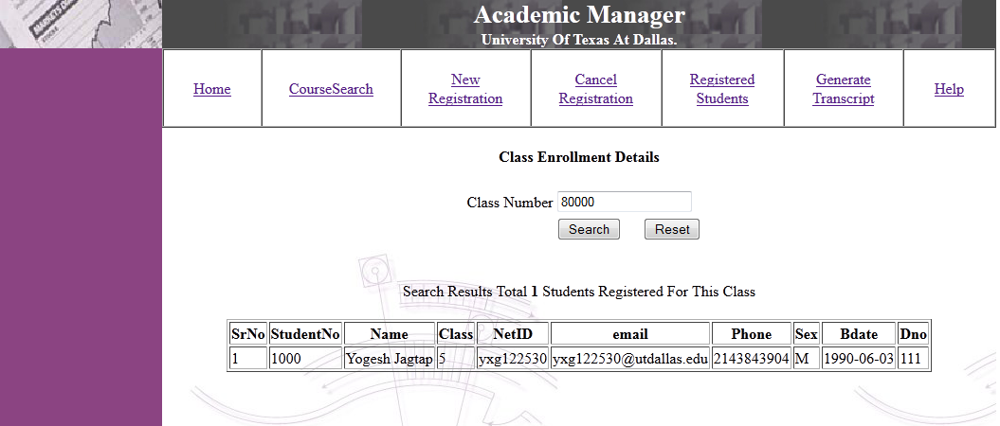 Academic Manager
University Of Texas At Dallas.
Home
CourseSearch
New
Registration
Cancel
Registration
Registered
Students
Generate
Transcript
Help
Class Enrollment Details
Class Number 80000
Search Reset
Search Results Total 1 Students Registered For This Class
SrNo StudentNo Name Class NetID email Phone Sex Bdate Dno
1 1000 Yogesh Jagtap 5 yxg122530 yxg122530@utdallas.edu 2143843904 M 1990-06-03 111